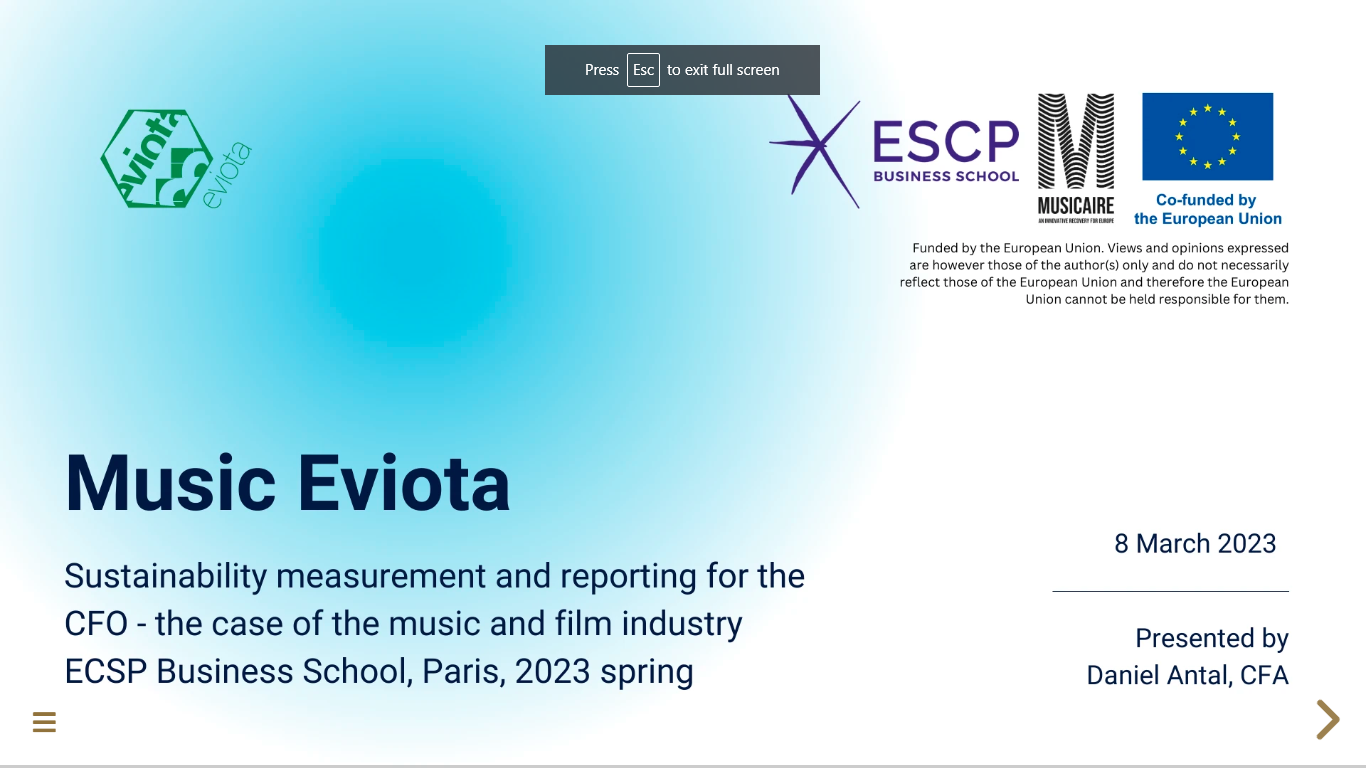 Press Esc to exit full screen
eviota
eviota
ESCP
BUSINESS SCHOOL
M
MUSICAIRE
AN INNOVATIVE RECOVERY FOR EUROPE
Co-funded by
the European Union
Funded by the European Union. Views and opinions expressed
are however those of the author(s) only and do not necessarily
reflect those of the European Union and therefore the European
Union cannot be held responsible for them.
Music Eviota
Sustainability measurement and reporting for the
CFO - the case of the music and film industry
ECSP Business School, Paris, 2023 spring
8 March 2023
Presented by
Daniel Antal, CFA